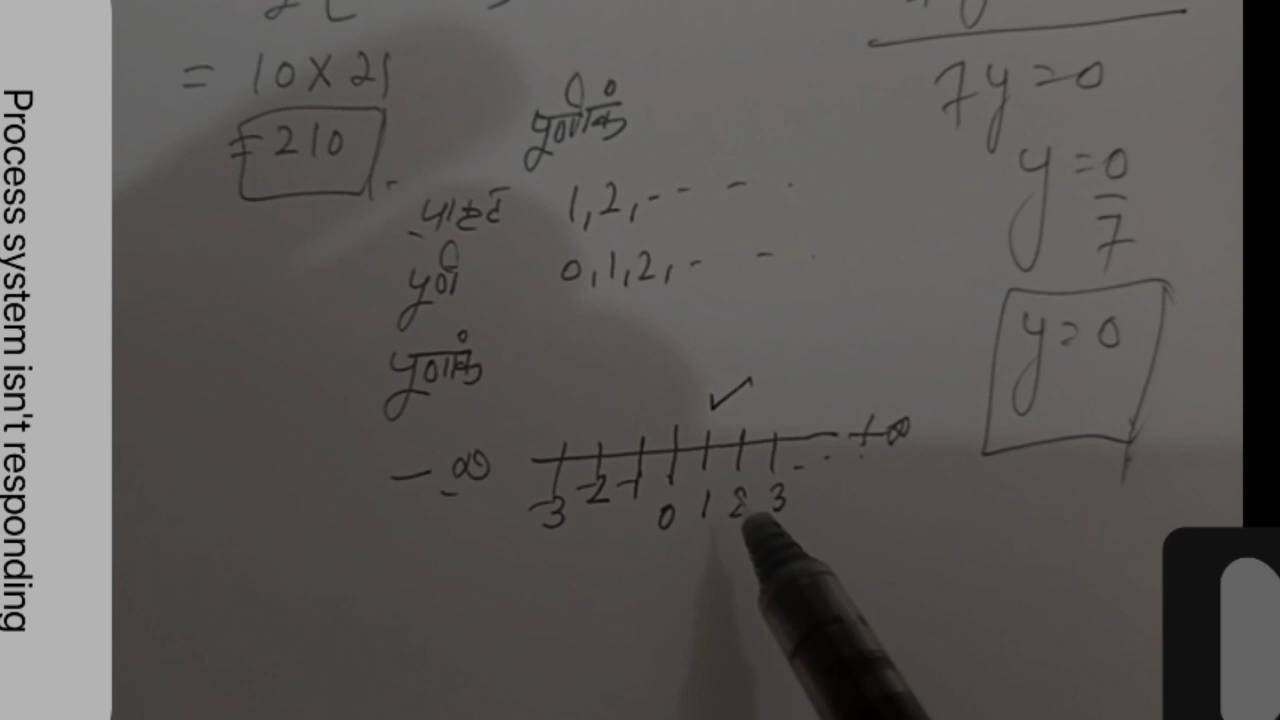 = 10 X 21
= 210
पूर्णांक
1, 2, - - - .
पूर्ण 0, 1, 2, - - .
पूर्णांक
- ∞ -3 -2 -1 0 1 2 3 - . . + ∞
7y = 0
y = 0/7
y = 0
Process system isn't responding